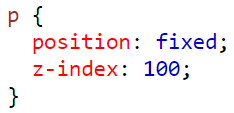 p {
  position: fixed;
  z-index: 100;
}